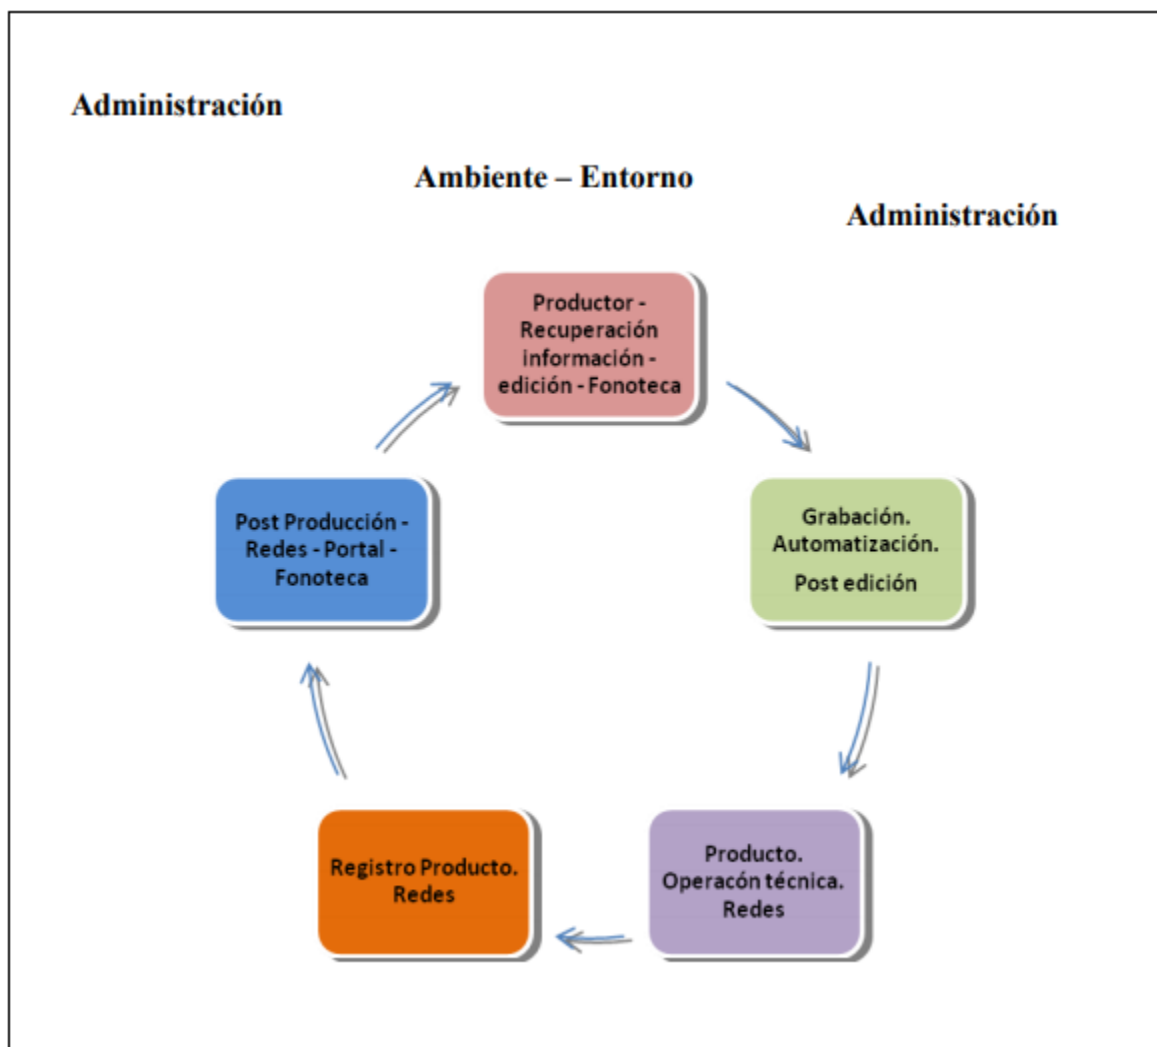 Administración
Ambiente – Entorno
Administración
Productor -
Recuperación
información -
edición - Fonoteca
Post Producción -
Redes - Portal -
Fonoteca
Grabación.
Automatización.
Post edición
Registro Producto.
Redes
Producto.
Operacón técnica.
Redes